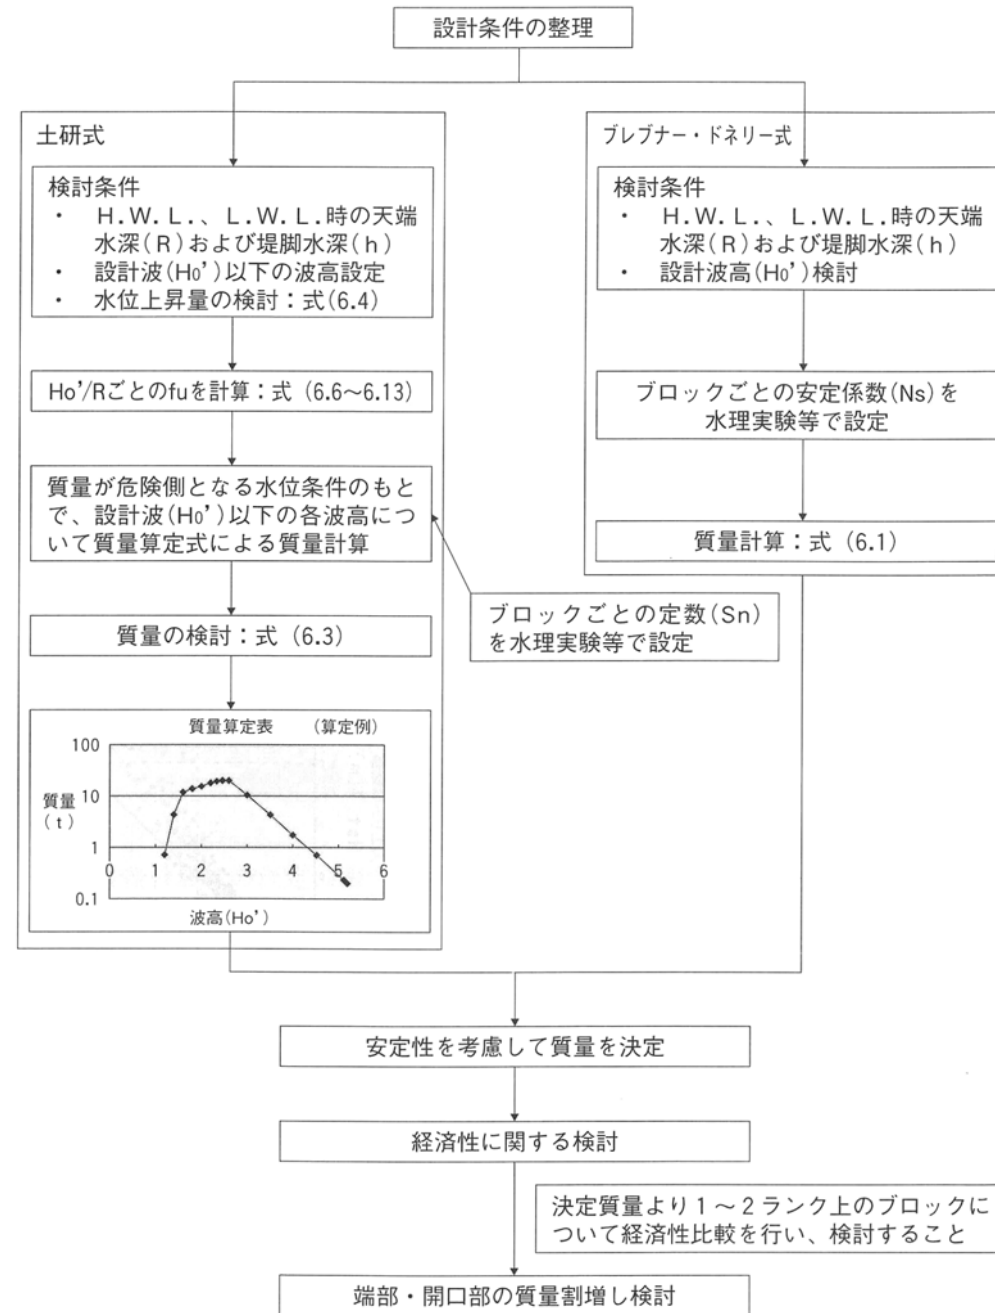 設計条件の整理
土研式
検討条件
・ H.W.L.、L.W.L.時の天端
水深(R)および堤脚水深(h)
・ 設計波(H0’)以下の波高設定
・ 水位上昇量の検討：式(6.4)
Ho’/Rごとのfuを計算：式 (6.6～6.13)
質量が危険側となる水位条件のもと
で、設計波(H0’)以下の各波高につ
いて質量算定式による質量計算
質量の検討：式 (6.3)
質量算定表 (算定例)
100
10
1
0.1
質量
(t)
0 1 2 3 4 5 6
波高(Ho’)
ブレブナー・ドネリー式
検討条件
・ H.W.L.、L.W.L.時の天端
水深(R)および堤脚水深(h)
・ 設計波高(H0’)検討
ブロックごとの安定係数(Ns)を
水理実験等で設定
質量計算：式 (6.1)
ブロックごとの定数(Sn)
を水理実験等で設定
安定性を考慮して質量を決定
経済性に関する検討
決定質量より1～2ランク上のブロックに
ついて経済性比較を行い、検討すること
端部・開口部の質量割増し検討